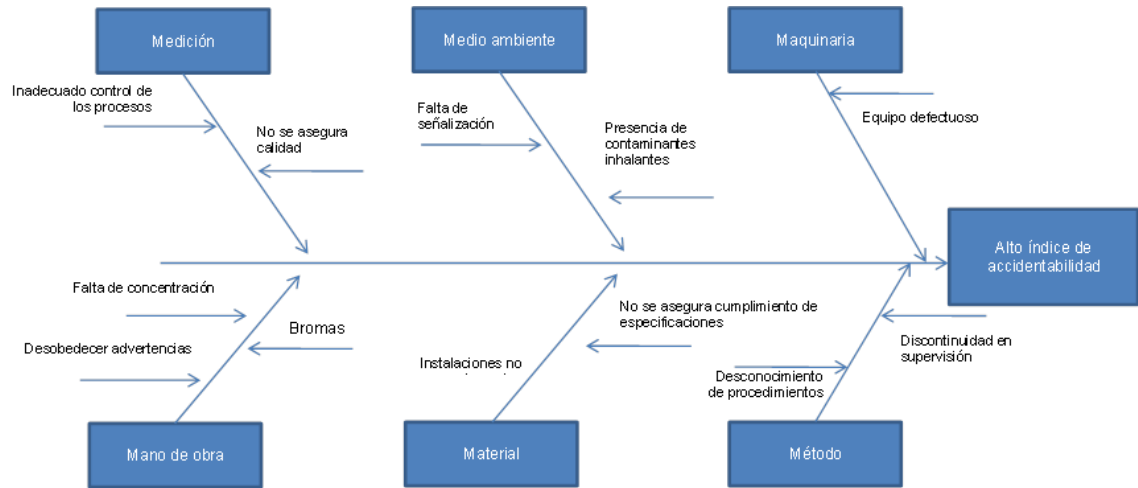 Medición
Medio ambiente
Maquinaria
Inadecuado control de
los procesos
No se asegura
calidad
Falta de
señalización
Presencia de
contaminantes
inhalantes
Equipo defectuoso
Alto índice de
accidentabilidad
Falta de concentración
Bromas
Desobedecer advertencias
No se asegura cumplimiento de
especificaciones
Instalaciones no
Discontinuidad en
supervisión
Desconocimiento
de procedimientos
Mano de obra
Material
Método